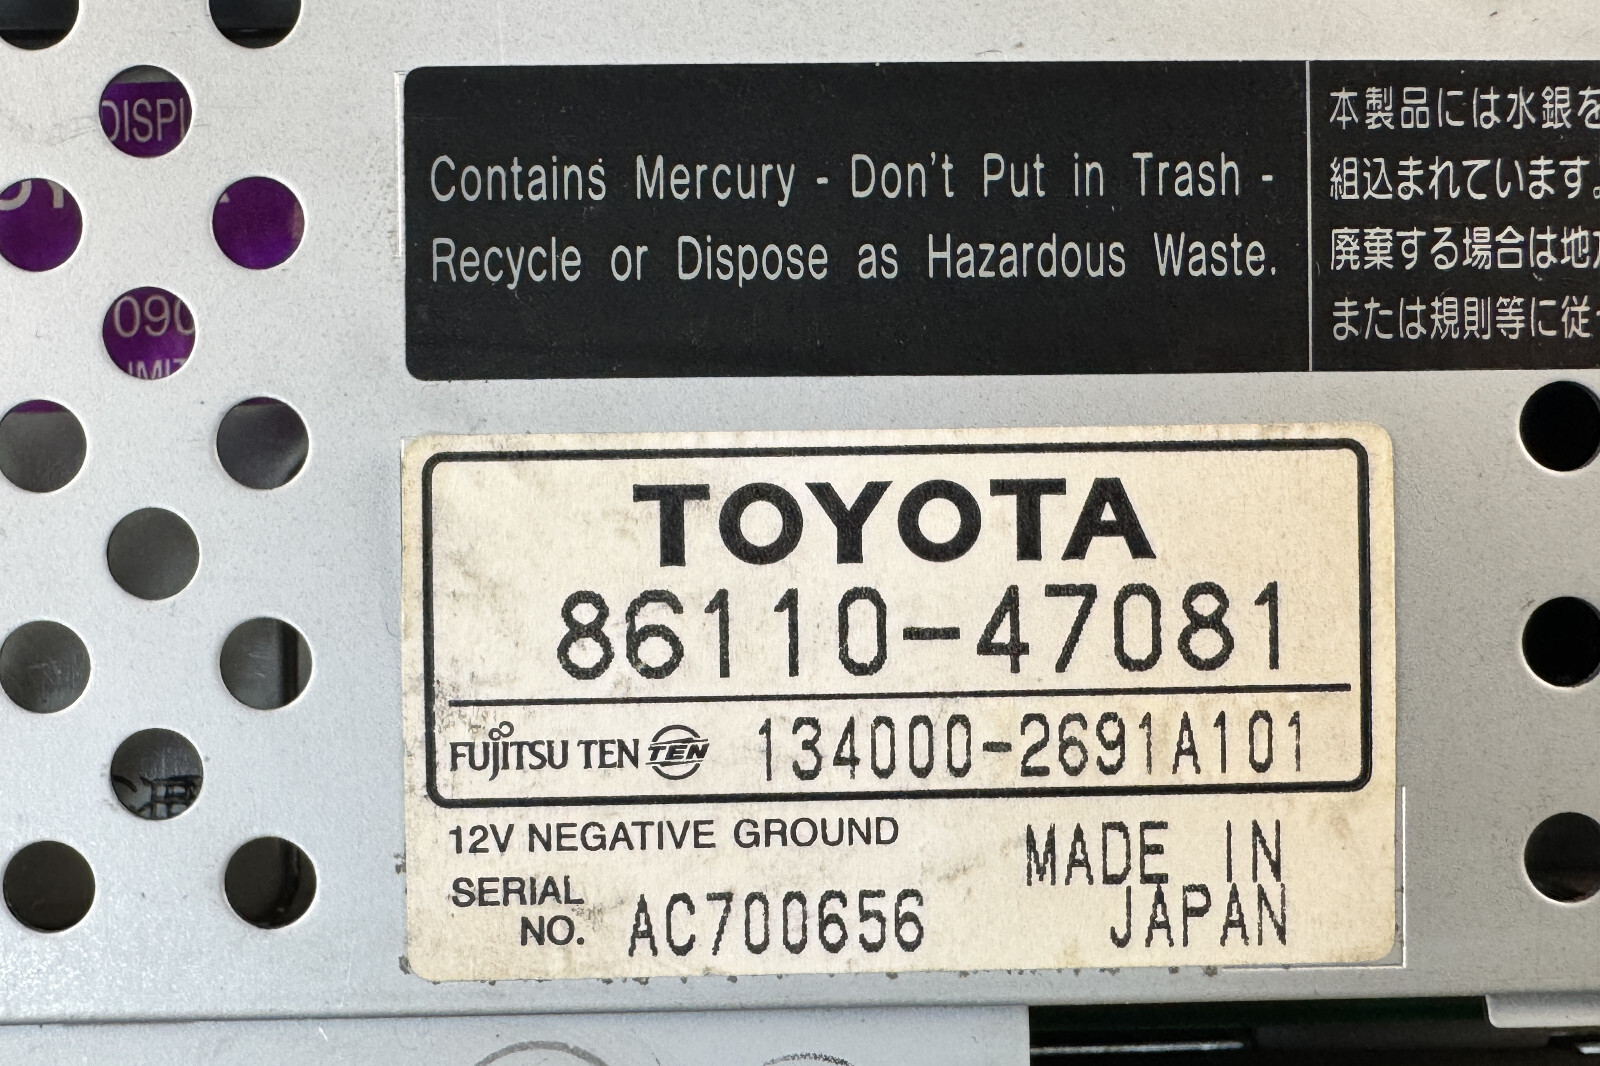 Contains Mercury - Don't Put in Trash -
Recycle or Dispose as Hazardous Waste.
本製品には水銀を
組込まれています。
廃棄する場合は地
または規則等に従
DISPL
090
TOYOTA
86110-47081
FUJITSU TEN TEN 134000-2691A101
12V NEGATIVE GROUND
SERIAL NO. AC700656
MADE IN
JAPAN